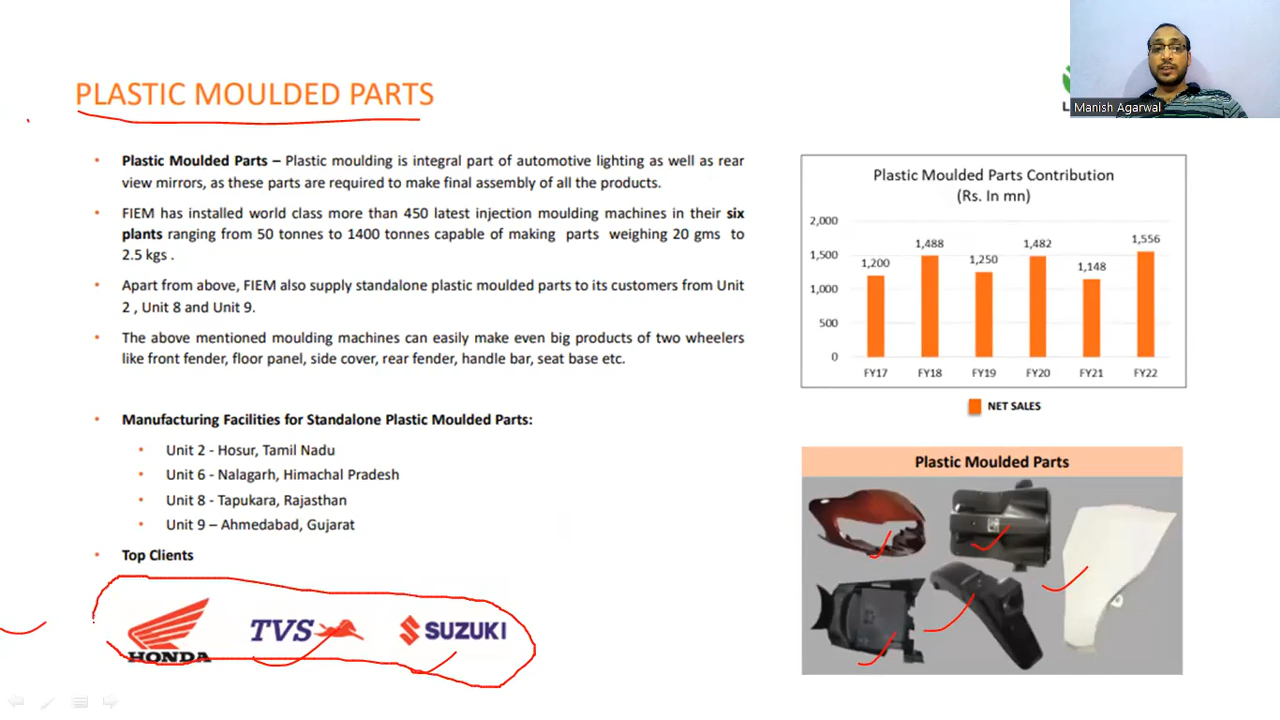 PLASTIC MOULDED PARTS
Manish Agarwal
• Plastic Moulded Parts – Plastic moulding is integral part of automotive lighting as well as rear
view mirrors, as these parts are required to make final assembly of all the products.
• FIEM has installed world class more than 450 latest injection moulding machines in their six
plants ranging from 50 tonnes to 1400 tonnes capable of making parts weighing 20 gms to
2.5 kgs .
• Apart from above, FIEM also supply standalone plastic moulded parts to its customers from Unit
2 , Unit 8 and Unit 9.
• The above mentioned moulding machines can easily make even big products of two wheelers
like front fender, floor panel, side cover, rear fender, handle bar, seat base etc.
• Manufacturing Facilities for Standalone Plastic Moulded Parts:
• Unit 2 - Hosur, Tamil Nadu
• Unit 6 - Nalagarh, Himachal Pradesh
• Unit 8 - Tapukara, Rajasthan
• Unit 9 – Ahmedabad, Gujarat
• Top Clients
HONDA
TVS
SUZUKI
Plastic Moulded Parts Contribution
(Rs. In mn)
2,000
1,500
1,000
500
0
1,200
1,488
1,250
1,482
1,148
1,556
FY17 FY18 FY19 FY20 FY21 FY22
NET SALES
Plastic Moulded Parts